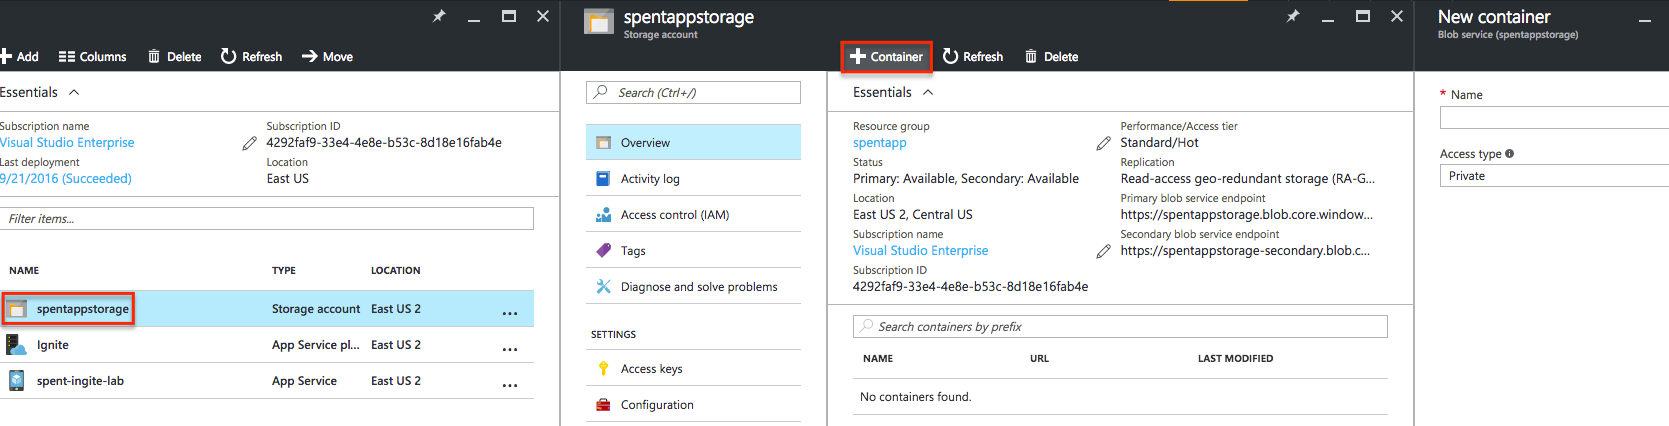 Add
Columns
Delete
Refresh
Move
Essentials
Subscription name
Visual Studio Enterprise
Last deployment
9/21/2016 (Succeeded)
Subscription ID
4292faf9-33e4-4e8e-b53c-8d18e16fab4e
Location
East US
Filter items...
NAME TYPE LOCATION
spentappstorage Storage account East US 2 ...
Ignite App Service pl... East US 2 ...
spent-ingite-lab App Service East US 2 ...
spentappstorage
Storage account
Search (Ctrl+/)
Overview
Activity log
Access control (IAM)
Tags
Diagnose and solve problems
SETTINGS
Access keys
Configuration
Container
Refresh
Delete
Essentials
Resource group
spentapp
Status
Primary: Available, Secondary: Available
Location
East US 2, Central US
Subscription name
Visual Studio Enterprise
Subscription ID
4292faf9-33e4-4e8e-b53c-8d18e16fab4e
Performance/Access tier
Standard/Hot
Replication
Read-access geo-redundant storage (RA-G...
Primary blob service endpoint
https://spentappstorage.blob.core.window...
Secondary blob service endpoint
https://spentappstorage-secondary.blob.c...
Search containers by prefix
NAME URL LAST MODIFIED
No containers found.
New container
Blob service (spentappstorage)
* Name
Access type
Private